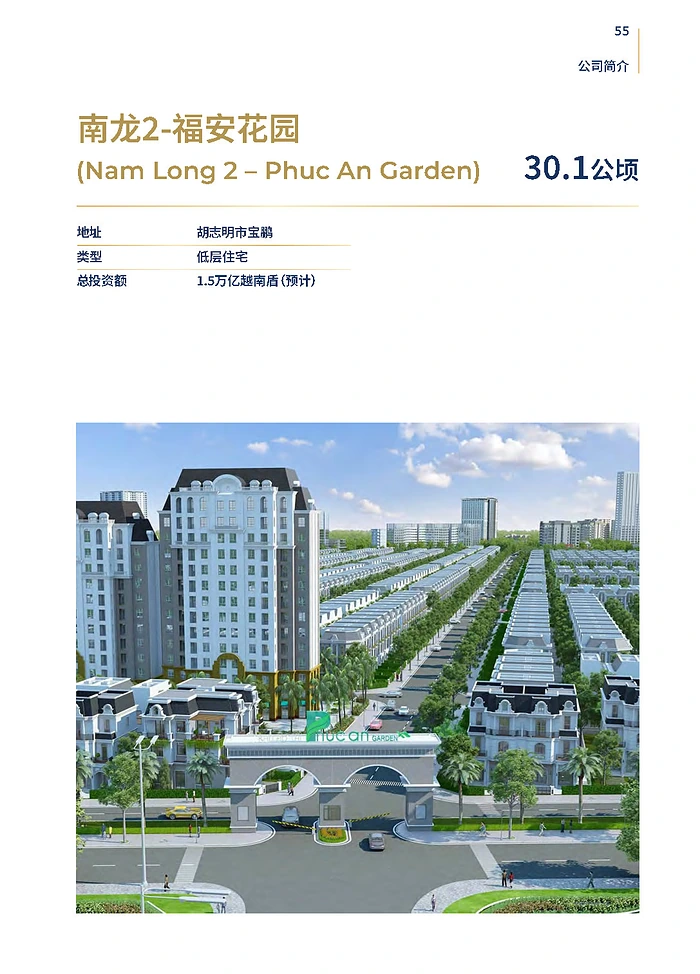 55
公司简介
南龙2-福安花园
(Nam Long 2 – Phuc An Garden)
30.1公顷
地址 胡志明市宝鹏
类型 低层住宅
总投资额 1.5万亿越南盾(预计)
Phuc an GARDEN